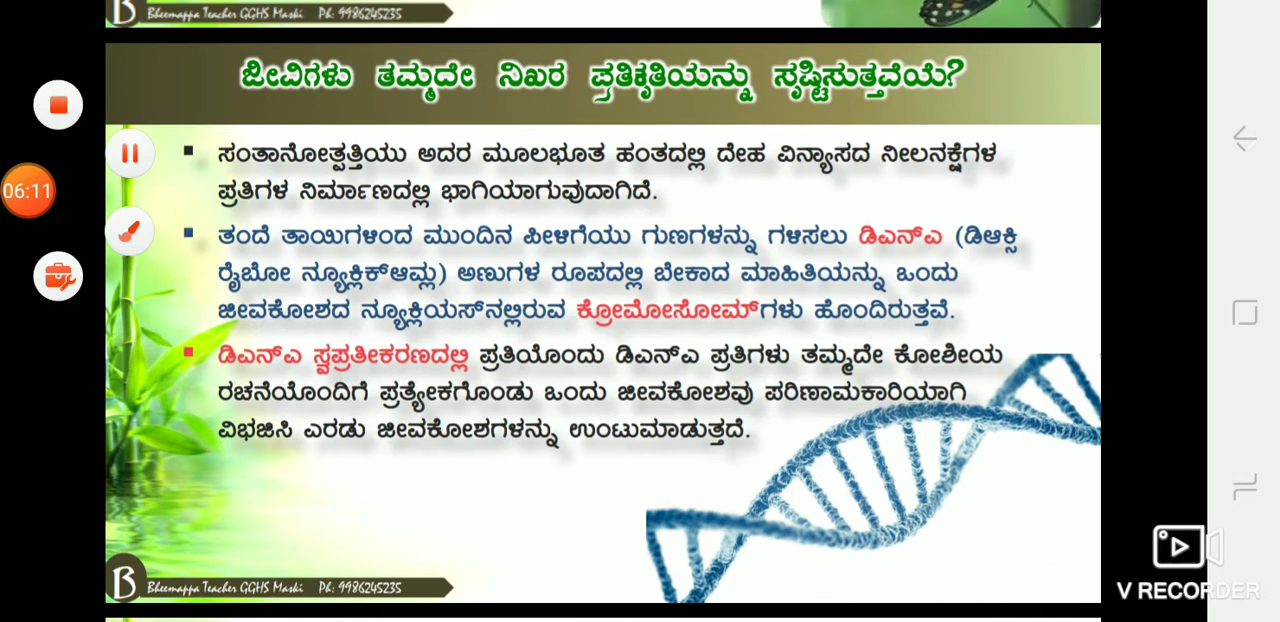 Bheemappa Teacher GGHS Maski Ph: 9986245235
ಜೀವಿಗಳು ತಮ್ಮದೇ ನಿಖರ ಪ್ರತಿಕೃತಿಯನ್ನು ಸೃಷ್ಟಿಸುತ್ತವೆಯೆ?
ಸಂತಾನೋತ್ಪತ್ತಿಯು ಅದರ ಮೂಲಭೂತ ಹಂತದಲ್ಲಿ ದೇಹ ವಿನ್ಯಾಸದ ನೀಲನಕ್ಷೆಗಳ
ಪ್ರತಿಗಳ ನಿರ್ಮಾಣದಲ್ಲಿ ಭಾಗಿಯಾಗುವುದಾಗಿದೆ.
ತಂದೆ ತಾಯಿಗಳಿಂದ ಮುಂದಿನ ಪೀಳಿಗೆಯು ಗುಣಗಳನ್ನು ಗಳಿಸಲು ಡಿಎನ್ಎ (ಡಿಆಕ್ಸಿ
ರೈಬೋ ನ್ಯೂಕ್ಲಿಕ್ಆಮ್ಲ) ಅಣುಗಳ ರೂಪದಲ್ಲಿ ಬೇಕಾದ ಮಾಹಿತಿಯನ್ನು ಒಂದು
ಜೀವಕೋಶದ ನ್ಯೂಕ್ಲಿಯಸ್‌ನಲ್ಲಿರುವ ಕ್ರೋಮೋಸೋಮ್‌ಗಳು ಹೊಂದಿರುತ್ತವೆ.
ಡಿಎನ್ಎ ಸ್ವಪ್ರತೀಕರಣದಲ್ಲಿ ಪ್ರತಿಯೊಂದು ಡಿಎನ್ಎ ಪ್ರತಿಗಳು ತಮ್ಮದೇ ಕೋಶೀಯ
ರಚನೆಯೊಂದಿಗೆ ಪ್ರತ್ಯೇಕಗೊಂಡು ಒಂದು ಜೀವಕೋಶವು ಪರಿಣಾಮಕಾರಿಯಾಗಿ
ವಿಭಜಿಸಿ ಎರಡು ಜೀವಕೋಶಗಳನ್ನು ಉಂಟುಮಾಡುತ್ತದೆ.
06:11
B Bheemappa Teacher GGHS Maski Ph: 9986245235
V RECORDER